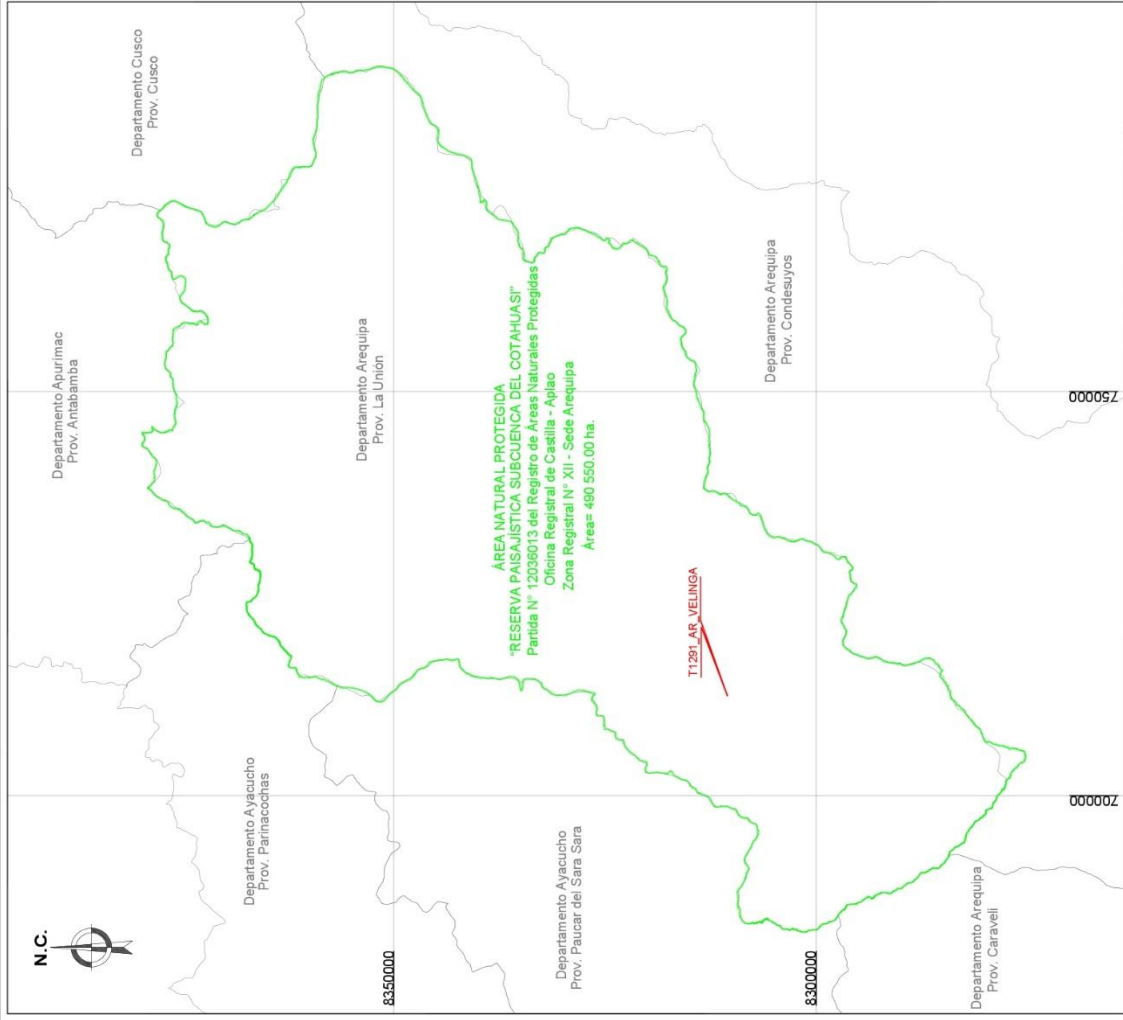 N.C.
Departamento Cusco
Prov. Cusco
Departamento Apurimac
Prov. Antabamba
Departamento Arequipa
Prov. La Unión
Departamento Ayacucho
Prov. Parinacochas
8350000
ÁREA NATURAL PROTEGIDA
"RESERVA PAISAJÍSTICA SUBCUENCA DEL COTAHUASI"
Partida N° 12036013 del Registro de Áreas Naturales Protegidas
Oficina Registral de Castilla - Aplao
Zona Registral N° XII - Sede Arequipa
Área= 490 550.00 ha.
Departamento Ayacucho
Prov. Paucar del Sara Sara
T1291_AR_VELINGA
Departamento Arequipa
Prov. Condesuyos
8300000
Departamento Arequipa
Prov. Caraveli
700000
750000